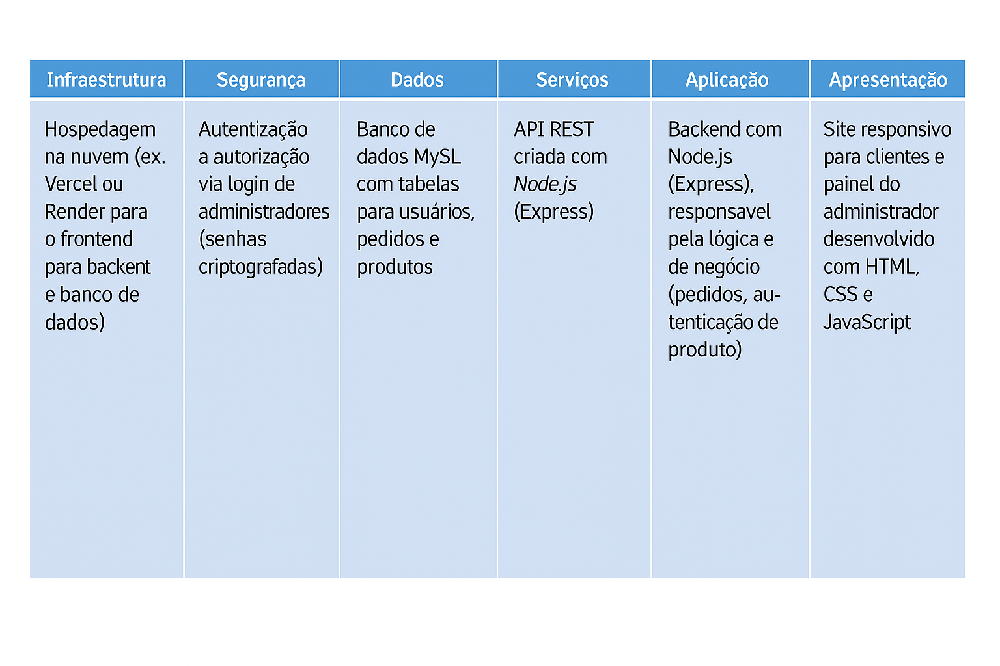 Infraestrutura
Hospedagem
na nuvem (ex.
Vercel ou
Render para
o frontend
para backent
e banco de
dados)
Segurança
Autentização
a autorização
via login de
administradores
(senhas
criptografadas)
Dados
Banco de
dados MySL
com tabelas
para usuários,
pedidos e
produtos
Serviços
API REST
criada com
Node.js
(Express)
Aplicação
Backend com
Node.js
(Express),
responsavel
pela lógica e
de negócio
(pedidos, au-
tenticação de
produto)
Apresentação
Site responsivo
para clientes e
painel do
administrador
desenvolvido
com HTML,
CSS e
JavaScript